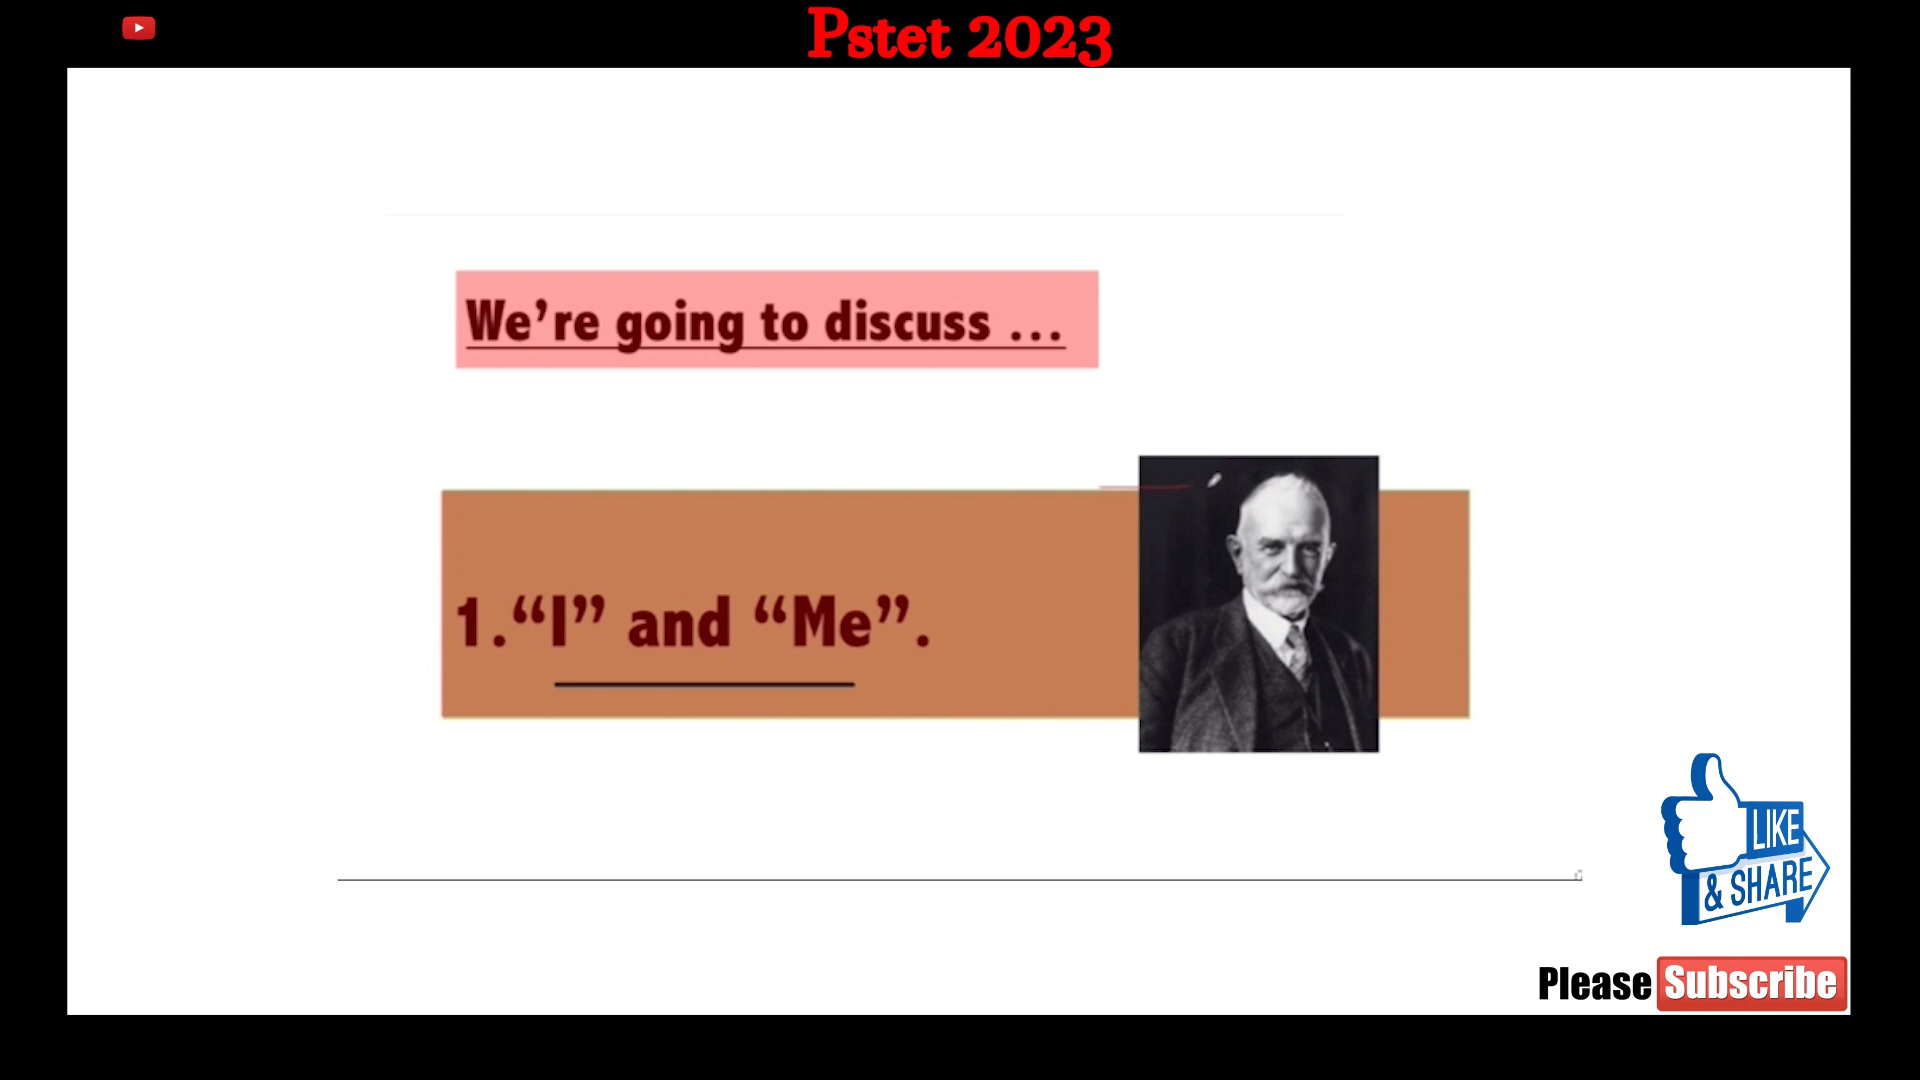 Pstet 2023
We’re going to discuss ...
1.“I” and “Me”.
LIKE
& SHARE
Please Subscribe